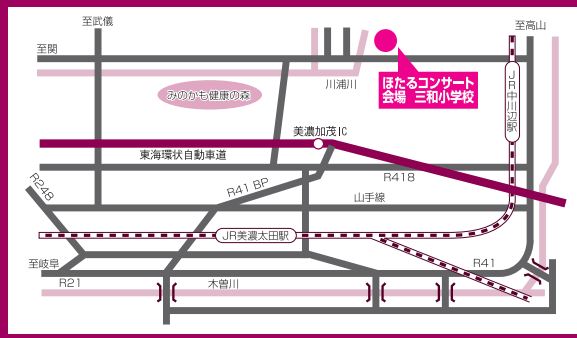 至武儀
至高山
至関
川浦川
ほたるコンサート
会場 三和小学校
みのかも健康の森
JR中川辺駅
美濃加茂IC
東海環状自動車道
R418
R248
R41 BP
山手線
JR美濃太田駅
至岐阜
R41
R21
木曽川